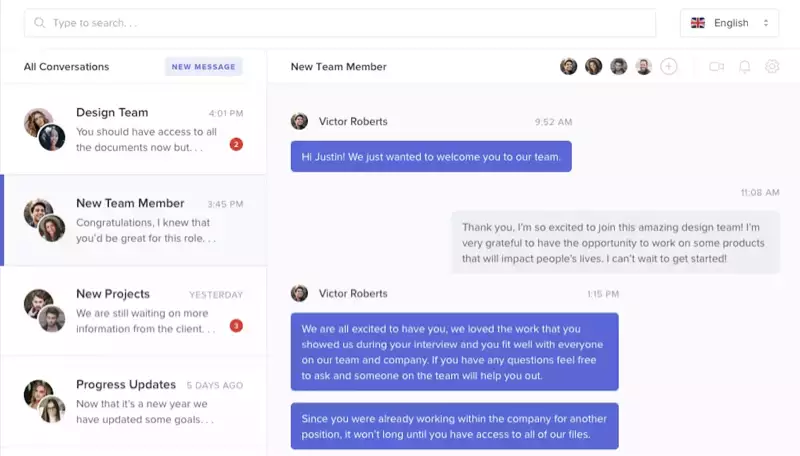 Type to search. . .
English
All Conversations
NEW MESSAGE
Design Team
4:01 PM
You should have access to all
the documents now but. . .
2
New Team Member
3:45 PM
Congratulations, I knew that
you'd be great for this role. . .
New Projects
YESTERDAY
We are still waiting on more
information from the client. . .
3
Progress Updates
5 DAYS AGO
Now that it's a new year we
have updated some goals. . .
New Team Member
Victor Roberts
9:52 AM
Hi Justin! We just wanted to welcome you to our team.
11:08 AM
Thank you, I'm so excited to join this amazing design team! I'm
very grateful to have the opportunity to work on some products
that will impact people's lives. I can't wait to get started!
Victor Roberts
1:15 PM
We are all excited to have you, we loved the work that you
showed us during your interview and you fit well with everyone
on our team and company. If you have any questions feel free
to ask and someone on the team will help you out.
Since you were already working within the company for another
position, it won't long until you have access to all of our files.